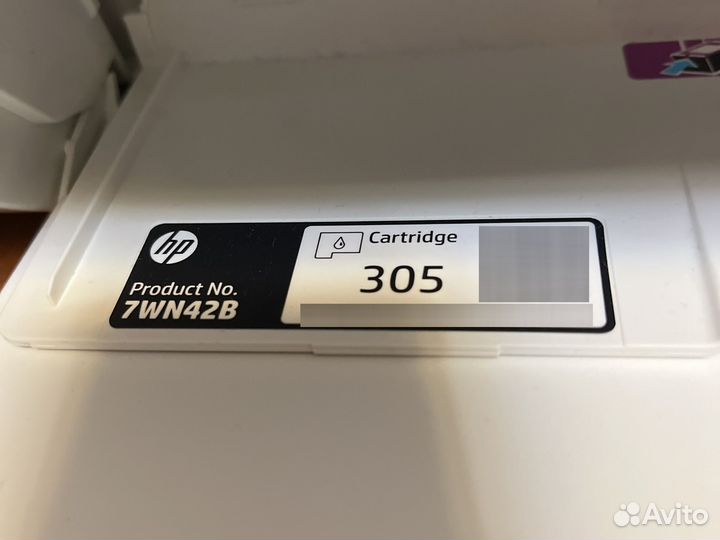 hp
Product No.
7WN42B
Cartridge
305
Avito